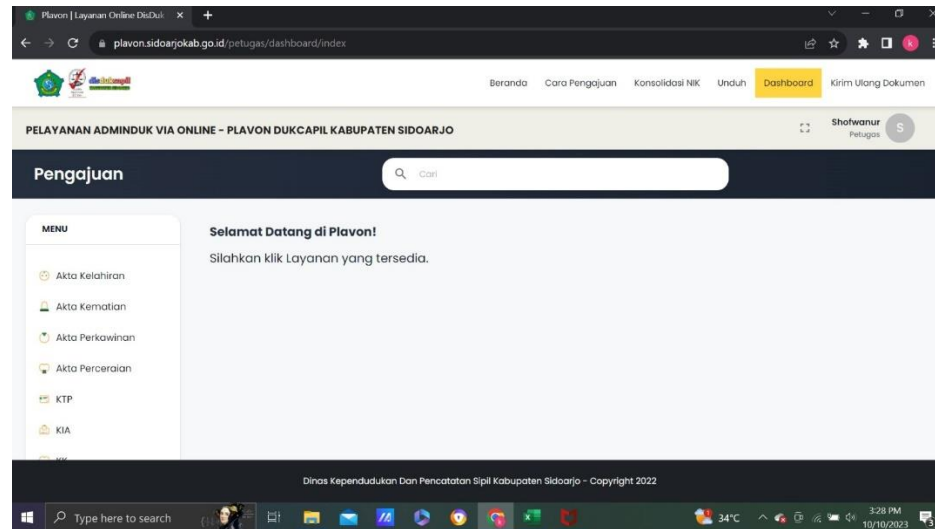 Plavon | Layanan Online DisDuk
plavon.sidoarjokab.go.id/petugas/dashboard/index
k
Beranda Cara Pengajuan Konsolidasi NIK Unduh Dashboard Kirim Ulang Dokumen
PELAYANAN ADMINDUK VIA ONLINE - PLAVON DUKCAPIL KABUPATEN SIDOARJO
Shofwanur
Petugas
S
Pengajuan
Cari
MENU
Selamat Datang di Plavon!
Silahkan klik Layanan yang tersedia.
Akta Kelahiran
Akta Kematian
Akta Perkawinan
Akta Perceraian
KTP
KIA
KK
Dinas Kependudukan Dan Pencatatan Sipil Kabupaten Sidoarjo - Copyright 2022
Type here to search
34°C
3:28 PM
10/10/2023